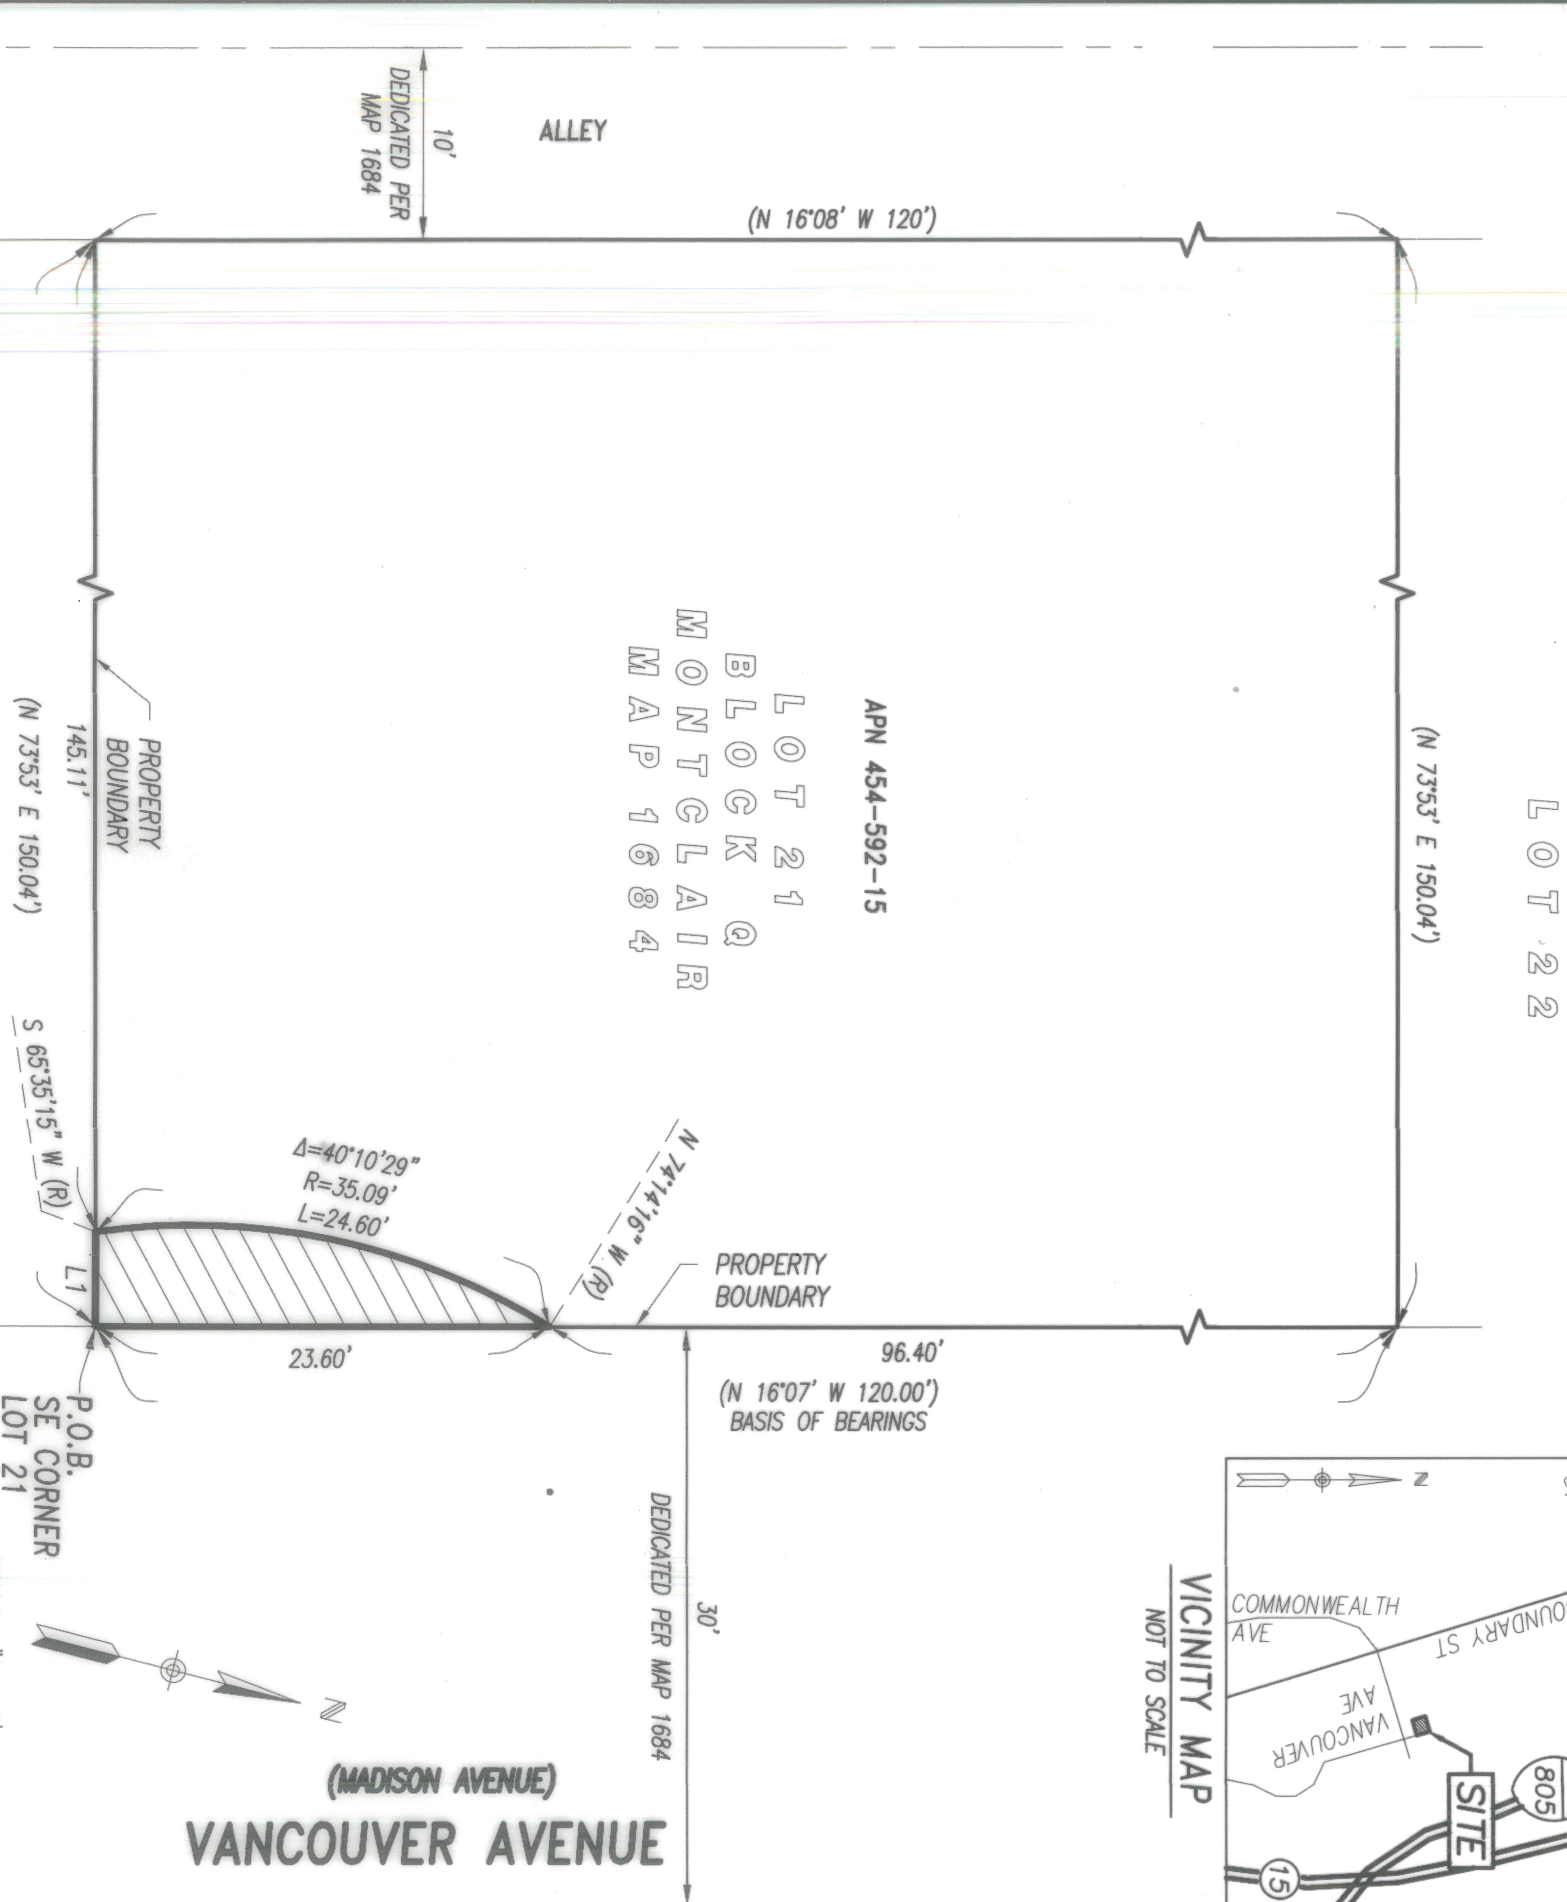 ALLEY
10'
DEDICATED PER
MAP 1684
(N 16°08' W 120')
LOT 22
(N 73°53' E 150.04')
APN 454-592-15
LOT 21
BLOCK Q
MONTCLAIR
MAP 1684
PROPERTY
BOUNDARY
145.11'
(N 73°53' E 150.04')
S 65°35'15" W (R)
Δ=40°10'29"
R=35.09'
L=24.60'
N 74°14'16" W (R)
L1
PROPERTY
BOUNDARY
23.60'
96.40'
(N 16°07' W 120.00')
BASIS OF BEARINGS
P.O.B.
SE CORNER
LOT 21
30'
DEDICATED PER MAP 1684
N
(MADISON AVENUE)
VANCOUVER AVENUE
N
COMMONWEALTH
AVE
OUNDARY ST
VANCOUVER
AVE
SITE
805
15
VICINITY MAP
NOT TO SCALE